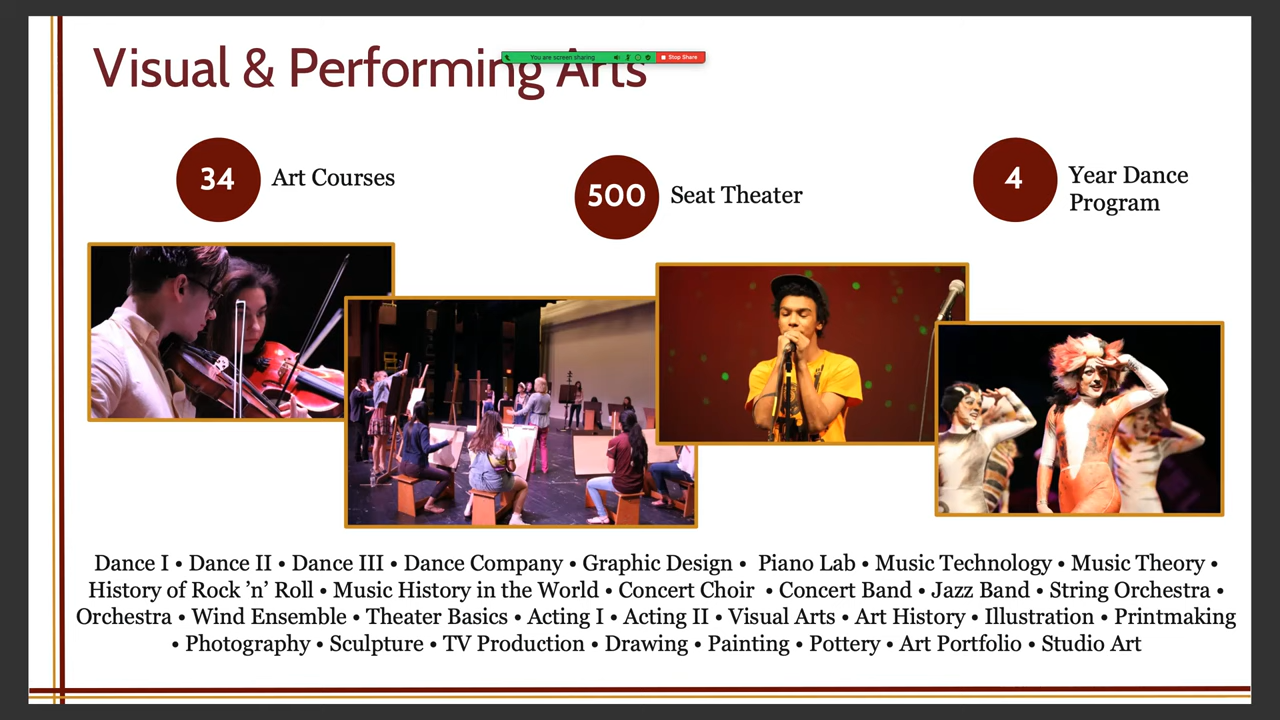 Visual & Performing Arts
You are screen sharing
Stop Share
34
Art Courses
500
Seat Theater
4
Year Dance
Program
Dance I • Dance II • Dance III • Dance Company • Graphic Design • Piano Lab • Music Technology • Music Theory •
History of Rock ’n’ Roll • Music History in the World • Concert Choir • Concert Band • Jazz Band • String Orchestra •
Orchestra • Wind Ensemble • Theater Basics • Acting I • Acting II • Visual Arts • Art History • Illustration • Printmaking
• Photography • Sculpture • TV Production • Drawing • Painting • Pottery • Art Portfolio • Studio Art